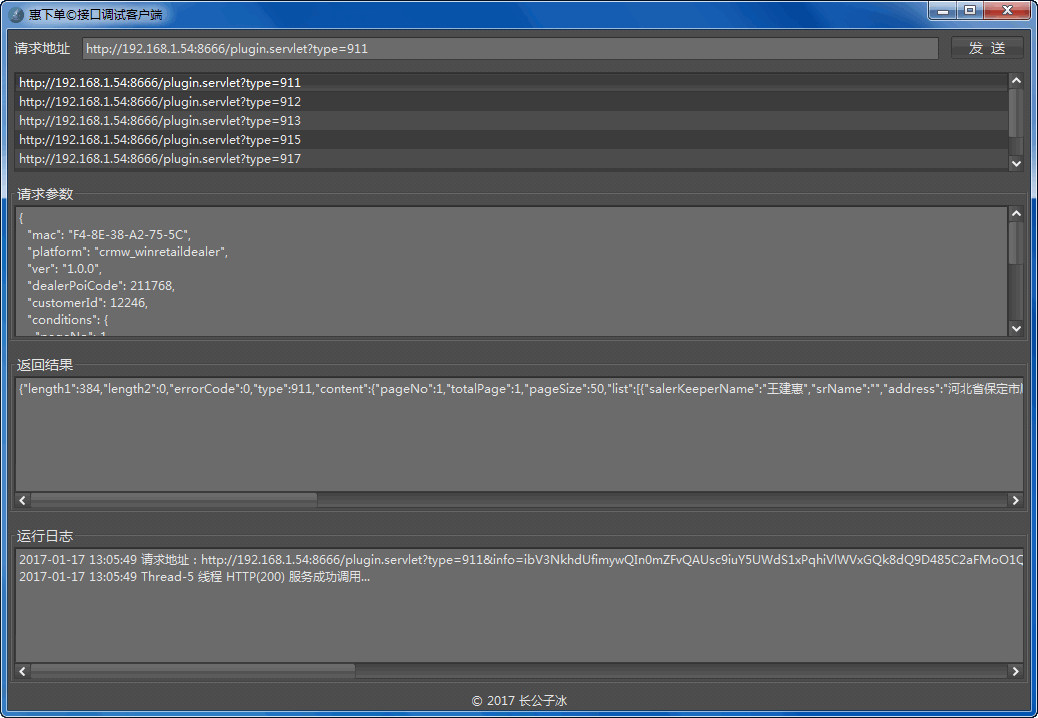 惠下单©接口调试客户端
请求地址 http://192.168.1.54:8666/plugin.servlet?type=911 发 送
http://192.168.1.54:8666/plugin.servlet?type=911
http://192.168.1.54:8666/plugin.servlet?type=912
http://192.168.1.54:8666/plugin.servlet?type=913
http://192.168.1.54:8666/plugin.servlet?type=915
http://192.168.1.54:8666/plugin.servlet?type=917
请求参数
{
"mac": "F4-8E-38-A2-75-5C",
"platform": "crmw_winretaildealer",
"ver": "1.0.0",
"dealerPoiCode": 211768,
"customerId": 12246,
"conditions": {
返回结果
{"length1":384,"length2":0,"errorCode":0,"type":911,"content":{"pageNo":1,"totalPage":1,"pageSize":50,"list":[{"salerKeeperName":"王建惠","srName":"","address":"河北省保定市
运行日志
2017-01-17 13:05:49 请求地址：http://192.168.1.54:8666/plugin.servlet?type=911&info=ibV3NkhdUfimywQIn0mZFvQAUsc9iuY5UWdS1xPqhiVlWVxGQk8dQ9D485C2aFMoO1Q
2017-01-17 13:05:49 Thread-5 线程 HTTP(200) 服务成功调用...
© 2017 长公子冰